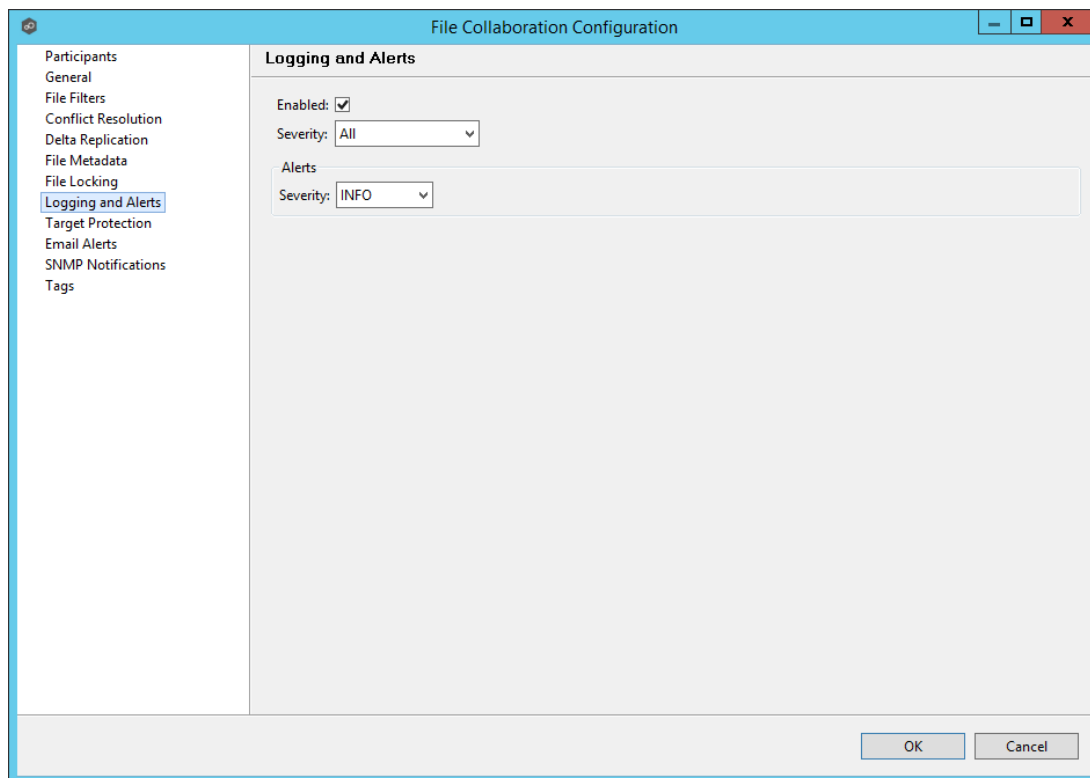 File Collaboration Configuration
Participants
General
File Filters
Conflict Resolution
Delta Replication
File Metadata
File Locking
Logging and Alerts
Target Protection
Email Alerts
SNMP Notifications
Tags
Logging and Alerts
Enabled:
Severity: All
Alerts
Severity: INFO
OK Cancel